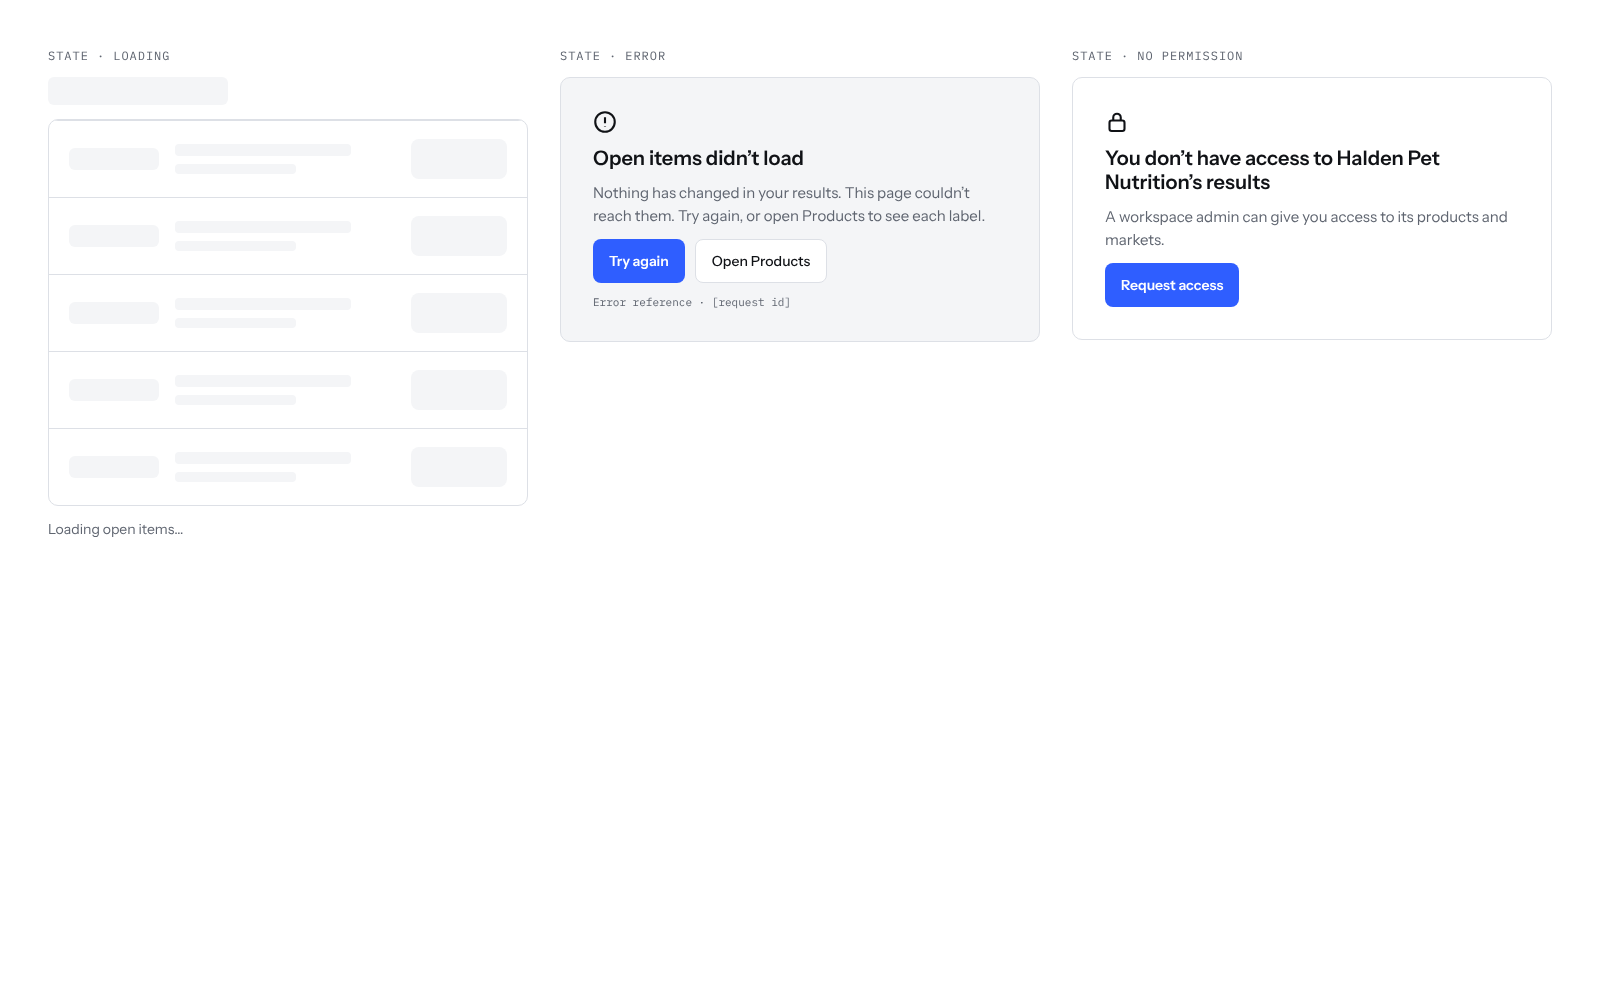 STATE · LOADING
Loading open items…
STATE · ERROR
Open items didn’t load
Nothing has changed in your results. This page couldn’t
reach them. Try again, or open Products to see each label.
Try again
Open Products
Error reference · [request id]
STATE · NO PERMISSION
You don’t have access to Halden Pet
Nutrition’s results
A workspace admin can give you access to its products and
markets.
Request access